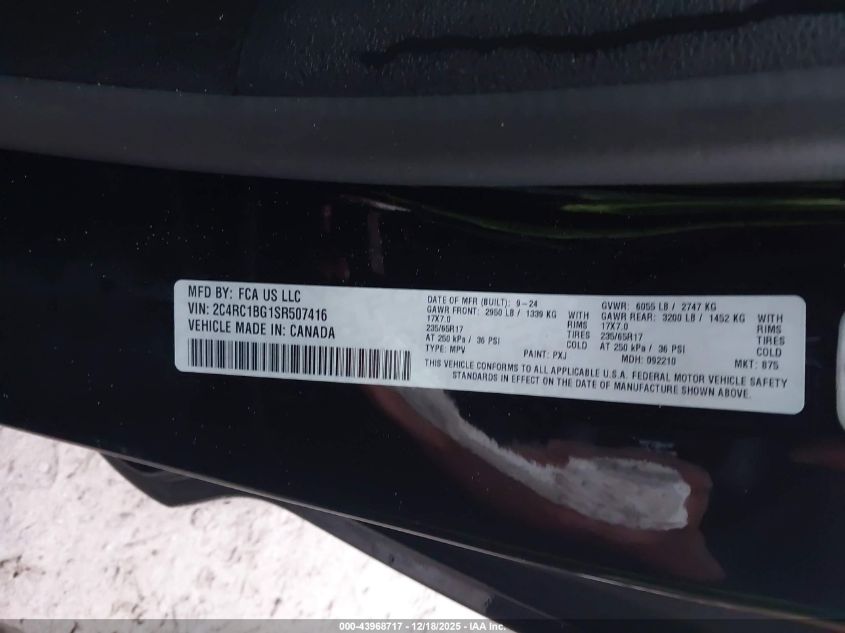 MFD BY: FCA US LLC
VIN: 2C4RC1BG1SR507416
VEHICLE MADE IN: CANADA
DATE OF MFR (BUILT): 9-24
GAWR FRONT: 2950 LB / 1339 KG WITH
17X7.0 RIMS
235/65R17 TIRES
AT 250 kPa / 36 PSI COLD
TYPE: MPV PAINT: PXJ
GVWR: 6055 LB / 2747 KG
GAWR REAR: 3200 LB / 1452 KG WITH
17X7.0 RIMS
235/65R17 TIRES
AT 250 kPa / 36 PSI COLD
MDH: 092210 MKT: 875
THIS VEHICLE CONFORMS TO ALL APPLICABLE U.S.A. FEDERAL MOTOR VEHICLE SAFETY
STANDARDS IN EFFECT ON THE DATE OF MANUFACTURE SHOWN ABOVE.
000-43968717 - 12/18/2025 - IAA Inc.